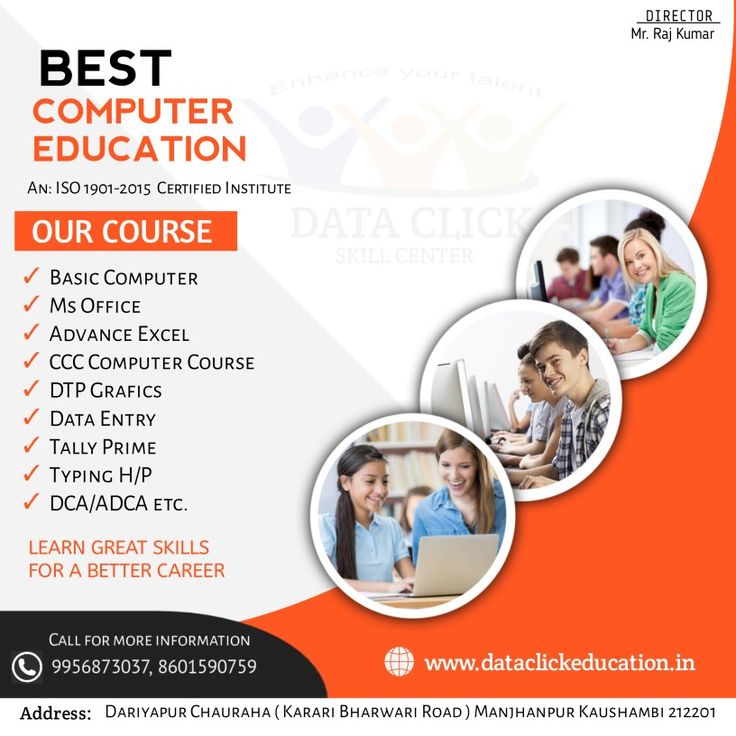 DIRECTOR
Mr. Raj Kumar
BEST
COMPUTER
EDUCATION
An: ISO 1901-2015 Certified Institute
Enhance your talent
DATA CLICK
SKILL CENTER
OUR COURSE
✓ Basic Computer
✓ Ms Office
✓ Advance Excel
✓ CCC Computer Course
✓ DTP Grafics
✓ Data Entry
✓ Tally Prime
✓ Typing H/P
✓ DCA/ADCA etc.
LEARN GREAT SKILLS
FOR A BETTER CAREER
Call for more information
9956873037, 8601590759
www.dataclickeducation.in
Address: Dariyapur Chauraha ( Karari Bharwari Road ) Manjhanpur Kaushambi 212201